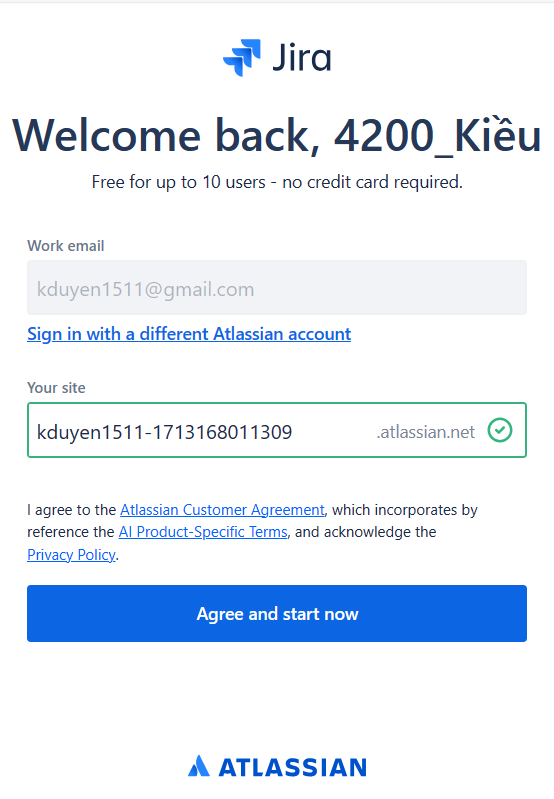 Jira
Welcome back, 4200_Kiều
Free for up to 10 users - no credit card required.
Work email
kduyen1511@gmail.com
Sign in with a different Atlassian account
Your site
kduyen1511-1713168011309 .atlassian.net
I agree to the Atlassian Customer Agreement, which incorporates by
reference the AI Product-Specific Terms, and acknowledge the
Privacy Policy.
Agree and start now
ATLASSIAN